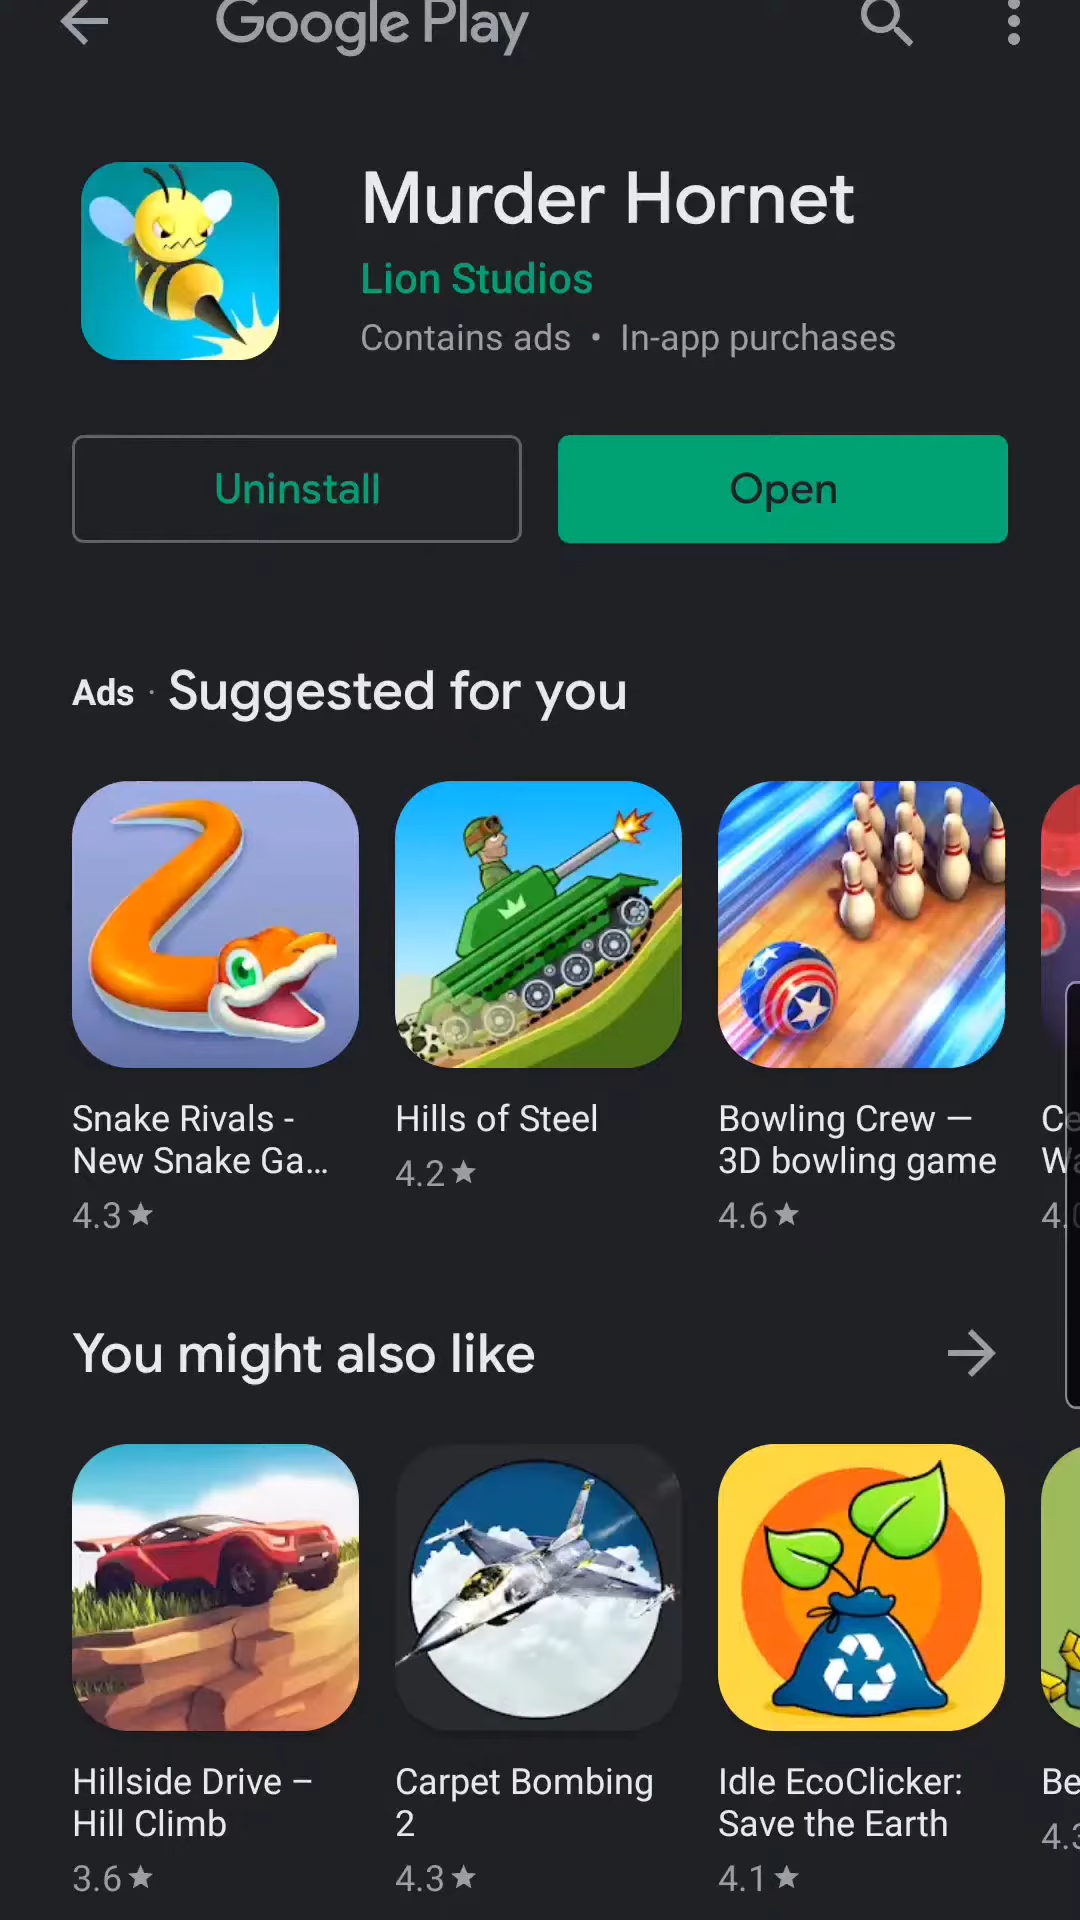 Google Play
Murder Hornet
Lion Studios
Contains ads • In-app purchases
Uninstall
Open
Ads · Suggested for you
Snake Rivals -
New Snake Ga...
4.3★
Hills of Steel
4.2★
Bowling Crew —
3D bowling game
4.6★
You might also like
Hillside Drive –
Hill Climb
3.6★
Carpet Bombing
2
4.3★
Idle EcoClicker:
Save the Earth
4.1★